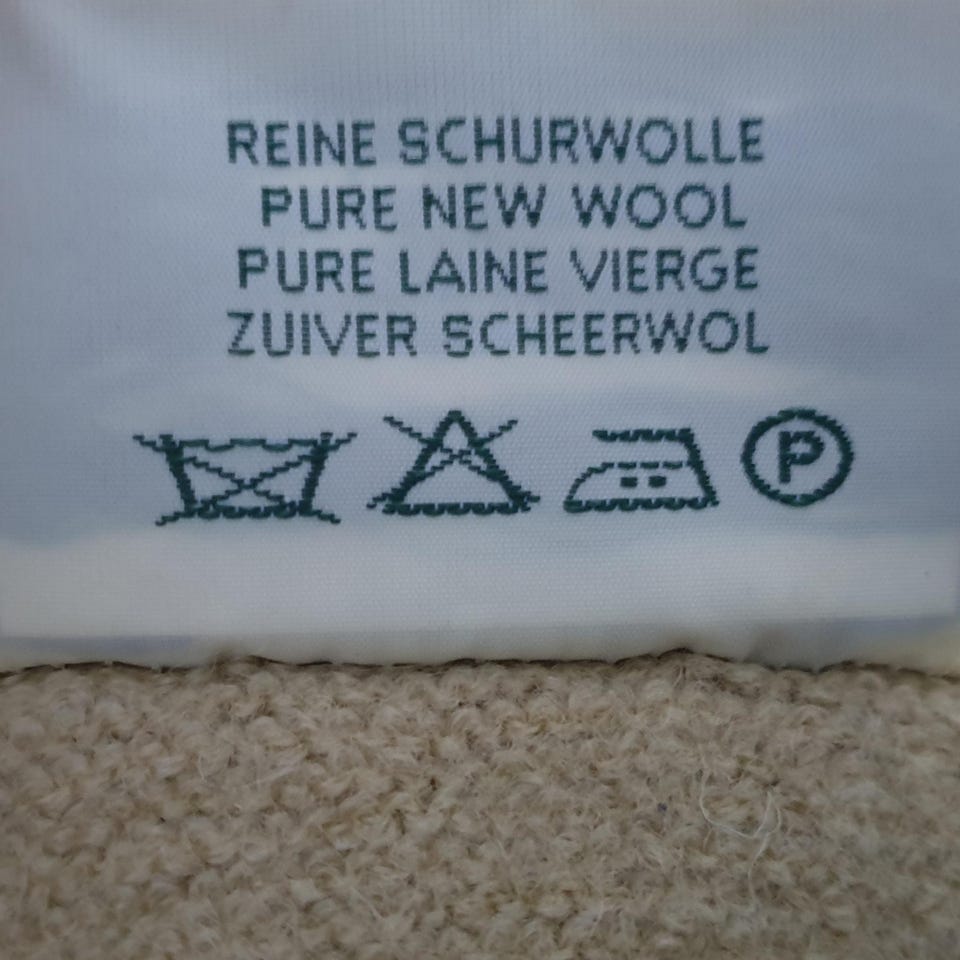 REINE SCHURWOLLE
PURE NEW WOOL
PURE LAINE VIERGE
ZUIVER SCHEERWOL
P